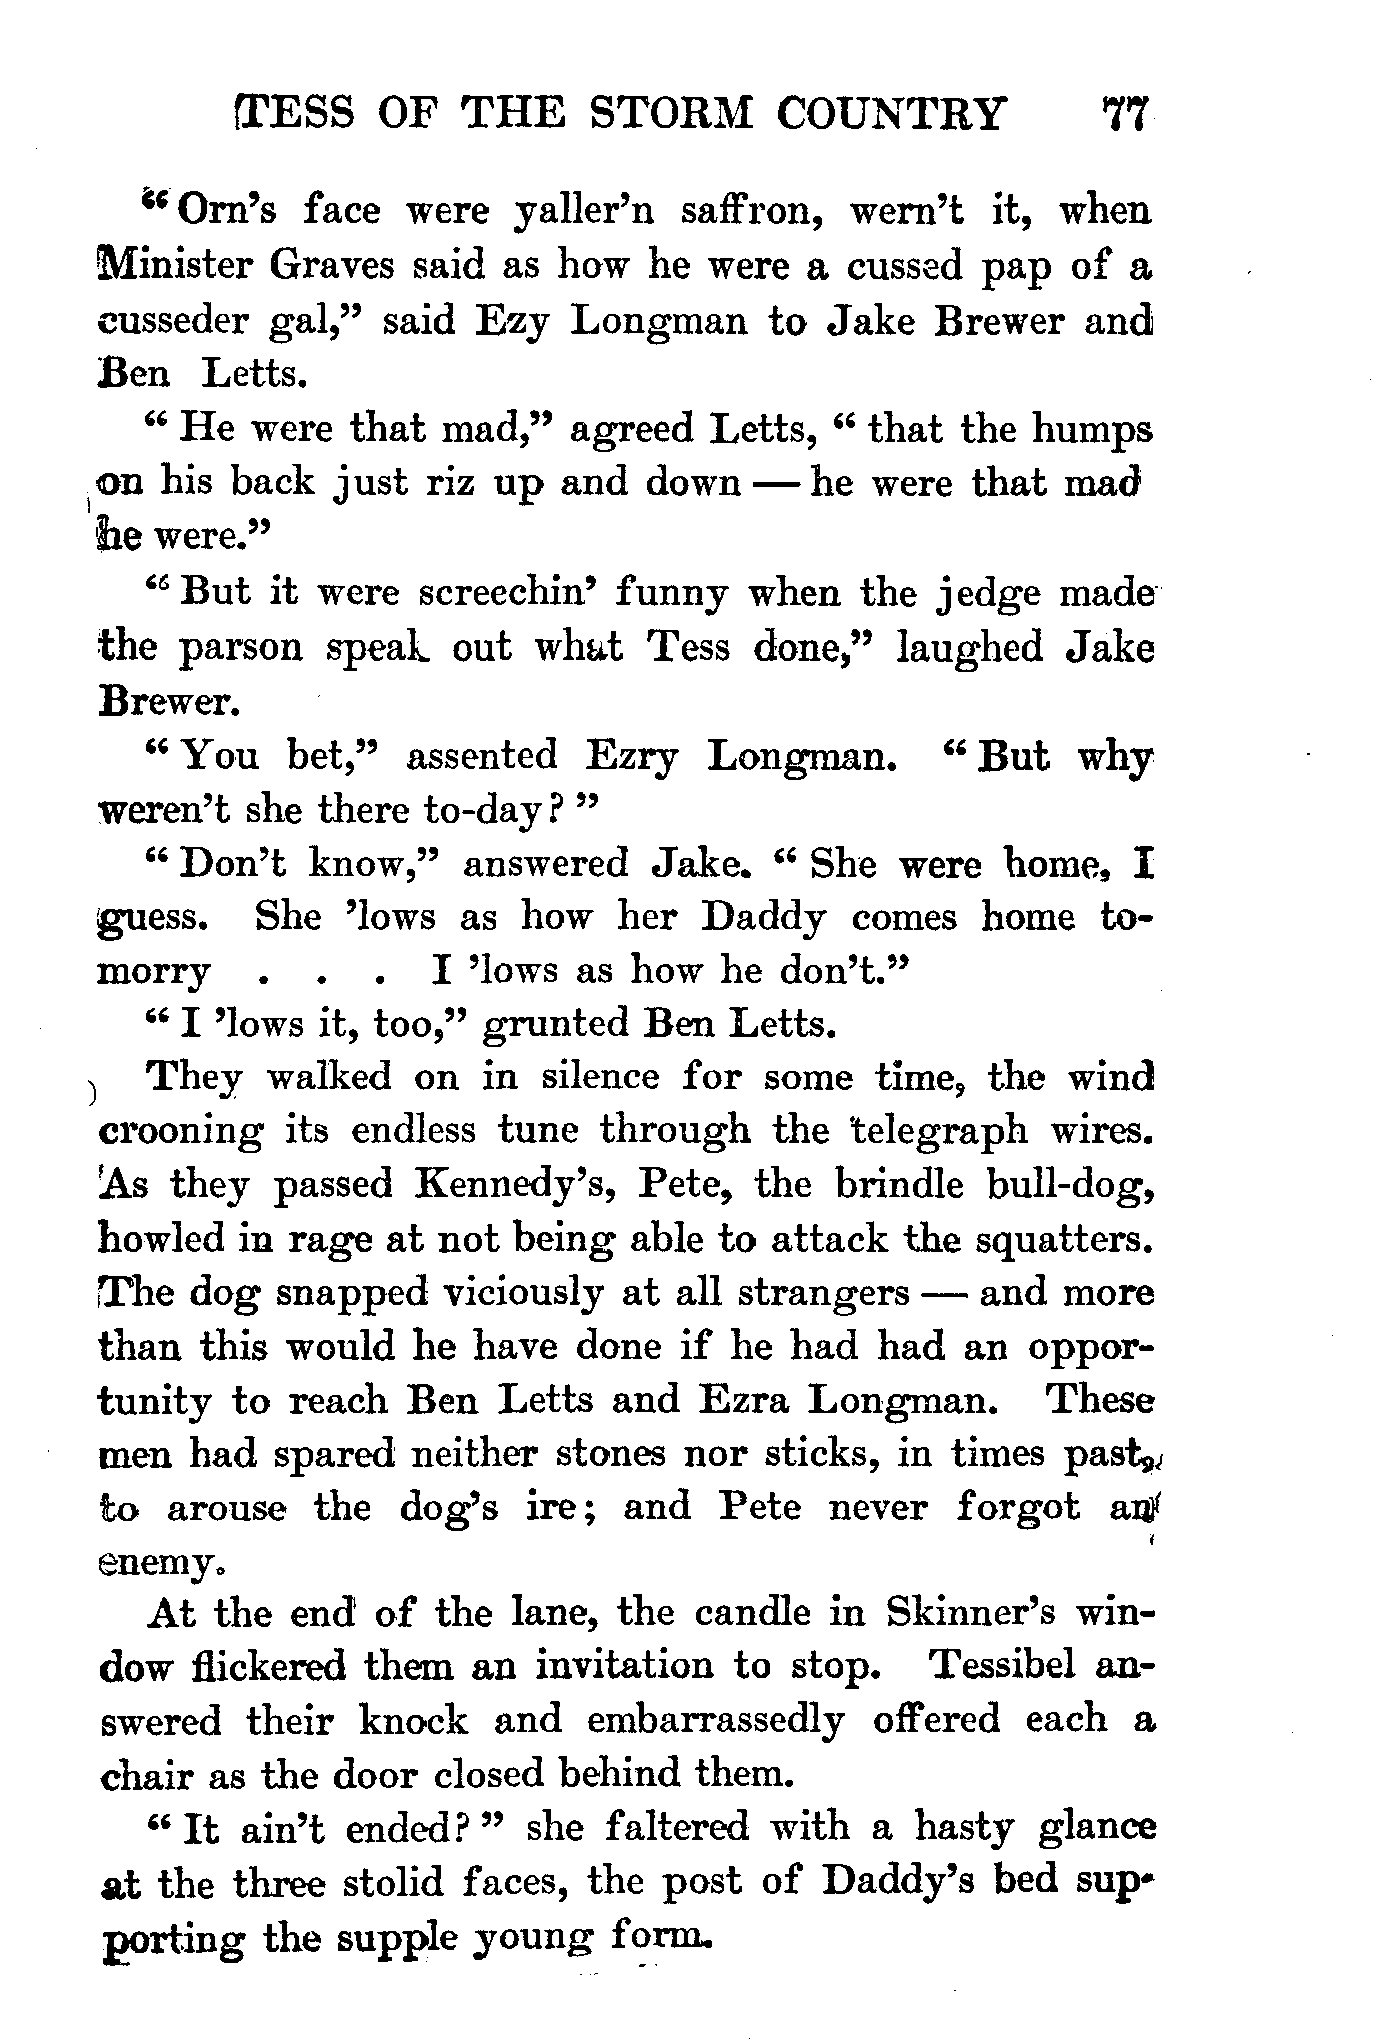 TESS OF THE STORM COUNTRY 77
“Orn’s face were yaller’n saffron, wern’t it, when
Minister Graves said as how he were a cussed pap of a
cusseder gal,” said Ezy Longman to Jake Brewer and
Ben Letts.
“ He were that mad,” agreed Letts, “ that the humps
on his back just riz up and down — he were that mad
he were.”
“ But it were screechin’ funny when the jedge made
the parson speak out what Tess done,” laughed Jake
Brewer.
“ You bet,” assented Ezry Longman. “ But why
weren’t she there to-day? ”
“ Don’t know,” answered Jake. “ She were home, I
guess. She ’lows as how her Daddy comes home to-
morry . . . I ’lows as how he don’t.”
“ I ’lows it, too,” grunted Ben Letts.
They walked on in silence for some time, the wind
crooning its endless tune through the telegraph wires.
As they passed Kennedy’s, Pete, the brindle bull-dog,
howled in rage at not being able to attack the squatters.
The dog snapped viciously at all strangers — and more
than this would he have done if he had had an oppor-
tunity to reach Ben Letts and Ezra Longman. These
men had spared neither stones nor sticks, in times past,
to arouse the dog’s ire; and Pete never forgot an
enemy.
At the end of the lane, the candle in Skinner’s win-
dow flickered them an invitation to stop. Tessibel an-
swered their knock and embarrassedly offered each a
chair as the door closed behind them.
“ It ain’t ended? ” she faltered with a hasty glance
at the three stolid faces, the post of Daddy’s bed sup-
porting the supple young form.